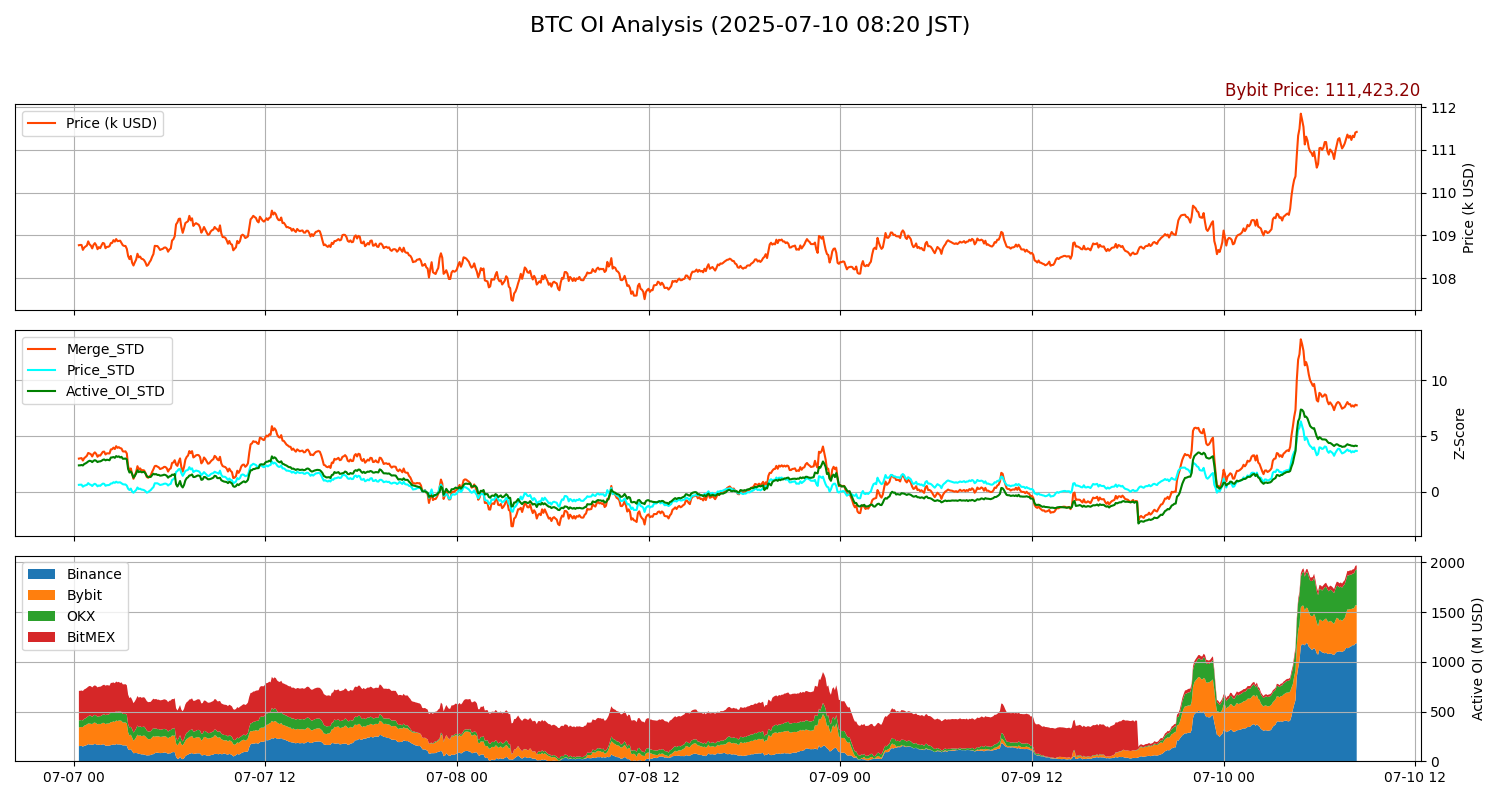 BTC OI Analysis (2025-07-10 08:20 JST)
Bybit Price: 111,423.20
Price (k USD)
112
111
110
109
108
Price (k USD)
Merge_STD
Price_STD
Active_OI_STD
10
5
0
Z-Score
Binance
Bybit
OKX
BitMEX
2000
1500
1000
500
0
Active OI (M USD)
07-07 00
07-07 12
07-08 00
07-08 12
07-09 00
07-09 12
07-10 00
07-10 12